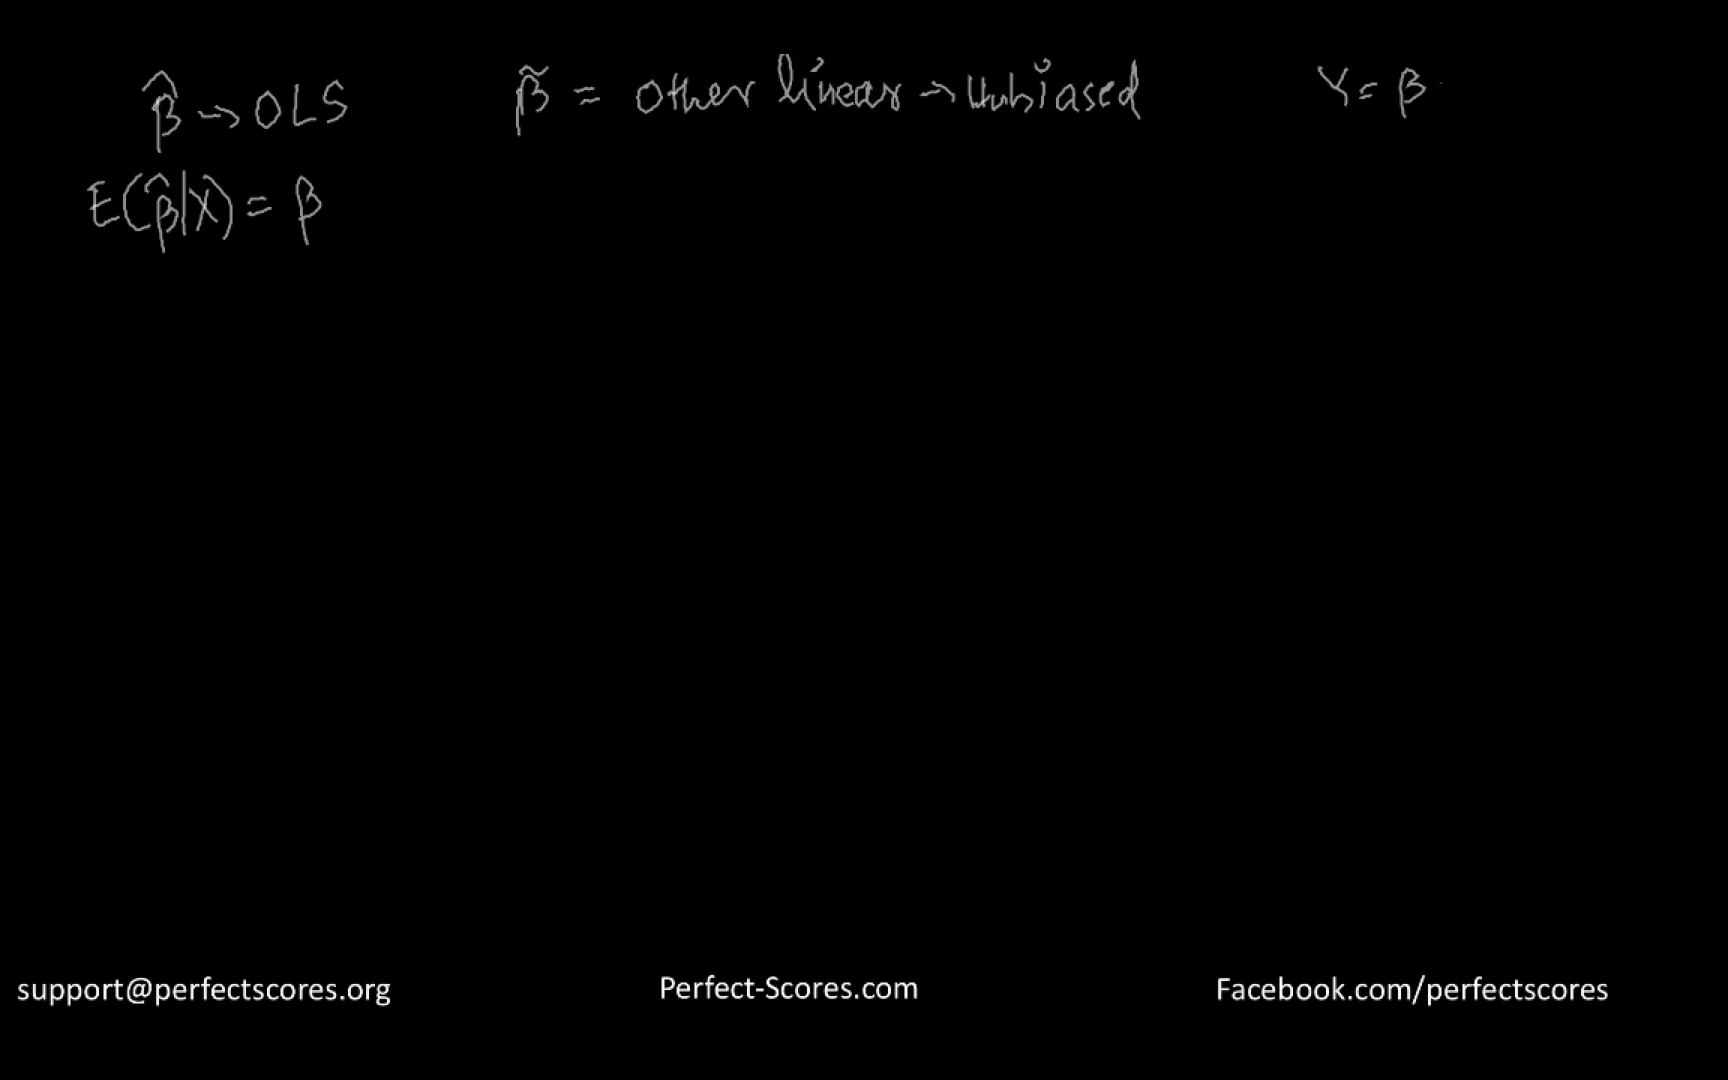 β̂ → OLS
β̃ = other linear → Unbiased
Y = β
E(β̂|X) = β
support@perfectscores.org
Perfect-Scores.com
Facebook.com/perfectscores